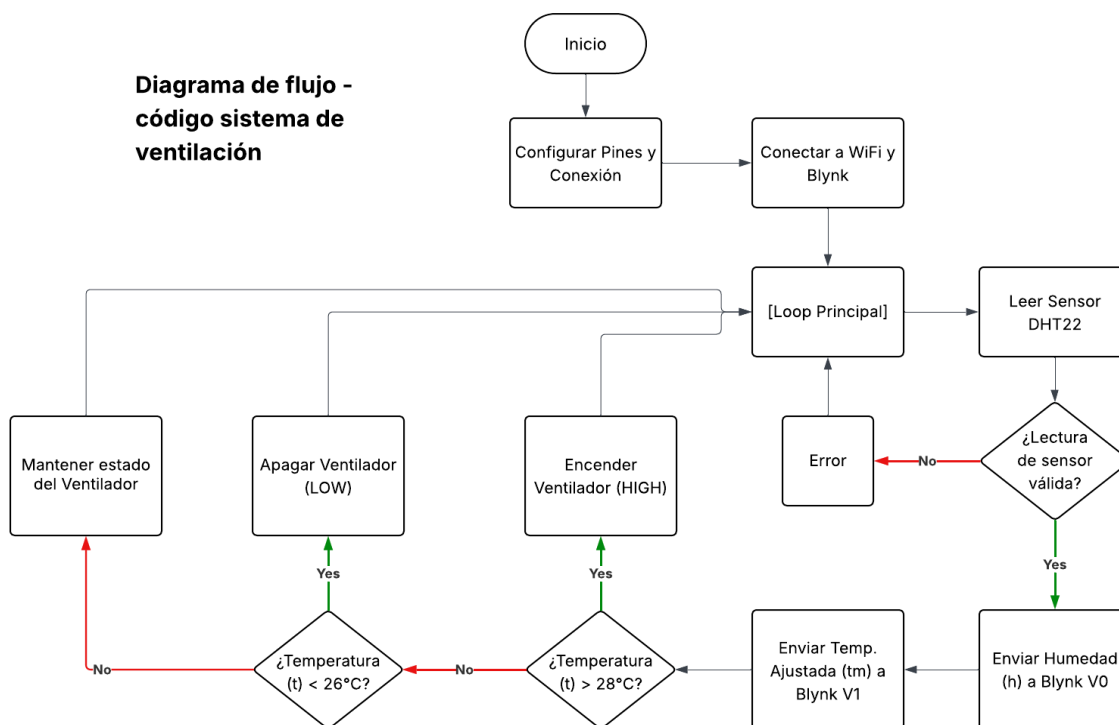 Inicio
Diagrama de flujo -
código sistema de
ventilación
Configurar Pines y
Conexión
Conectar a WiFi y
Blynk
[Loop Principal]
Leer Sensor
DHT22
Mantener estado
del Ventilador
Apagar Ventilador
(LOW)
Encender
Ventilador (HIGH)
Error
No
¿Lectura
de sensor
válida?
Yes
Yes
Yes
No
¿Temperatura
(t) < 26°C?
No
¿Temperatura
(t) > 28°C?
Enviar Temp.
Ajustada (tm) a
Blynk V1
Enviar Humedad
(h) a Blynk V0